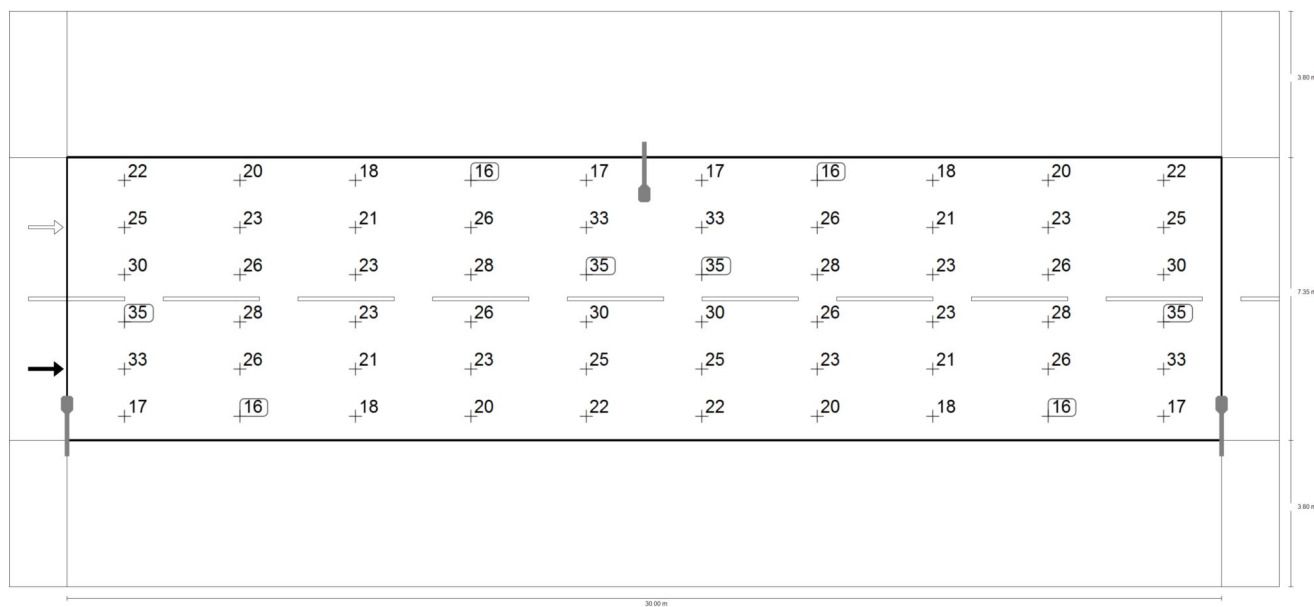 3.80 m
22 20 18 16 17 17 16 18 20 22
25 23 21 26 33 33 26 21 23 25
30 26 23 28 35 35 28 23 26 30
7.35 m
35 28 23 26 30 30 26 23 28 35
33 26 21 23 25 25 23 21 26 33
17 16 18 20 22 22 20 18 16 17
3.80 m
30.00 m